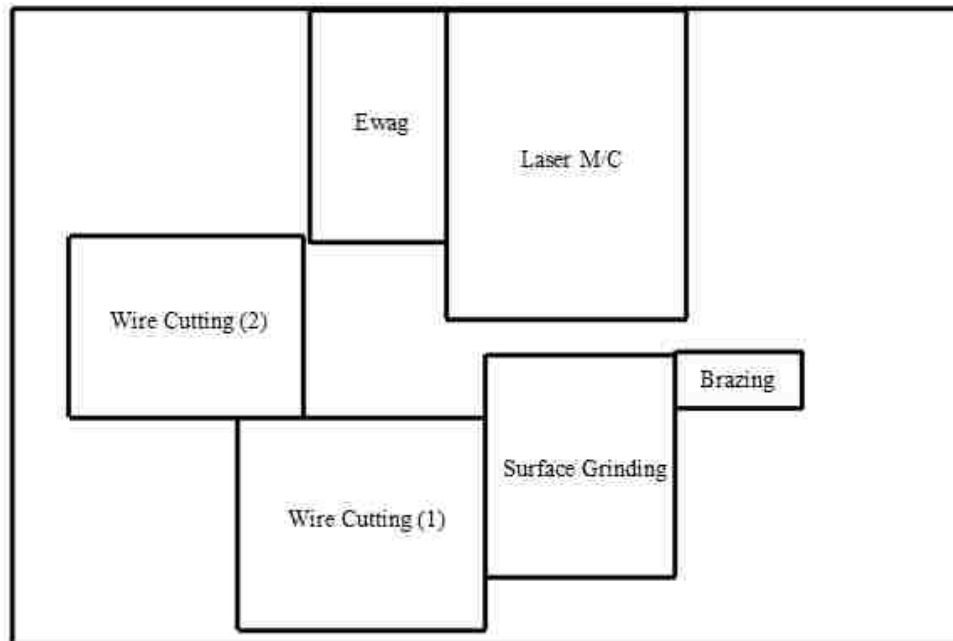 Ewag
Laser M/C
Wire Cutting (2)
Brazing
Surface Grinding
Wire Cutting (1)